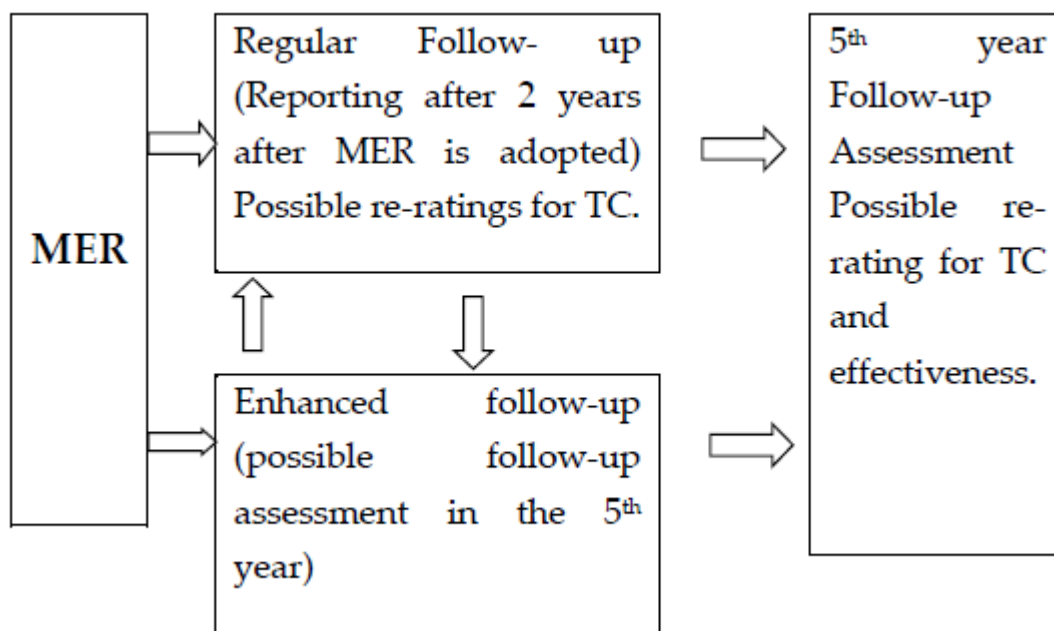 MER
Regular Follow- up
(Reporting after 2 years
after MER is adopted)
Possible re-ratings for TC.
Enhanced follow-up
(possible follow-up
assessment in the 5th
year)
5th year
Follow-up
Assessment
Possible re-
rating for TC
and
effectiveness.